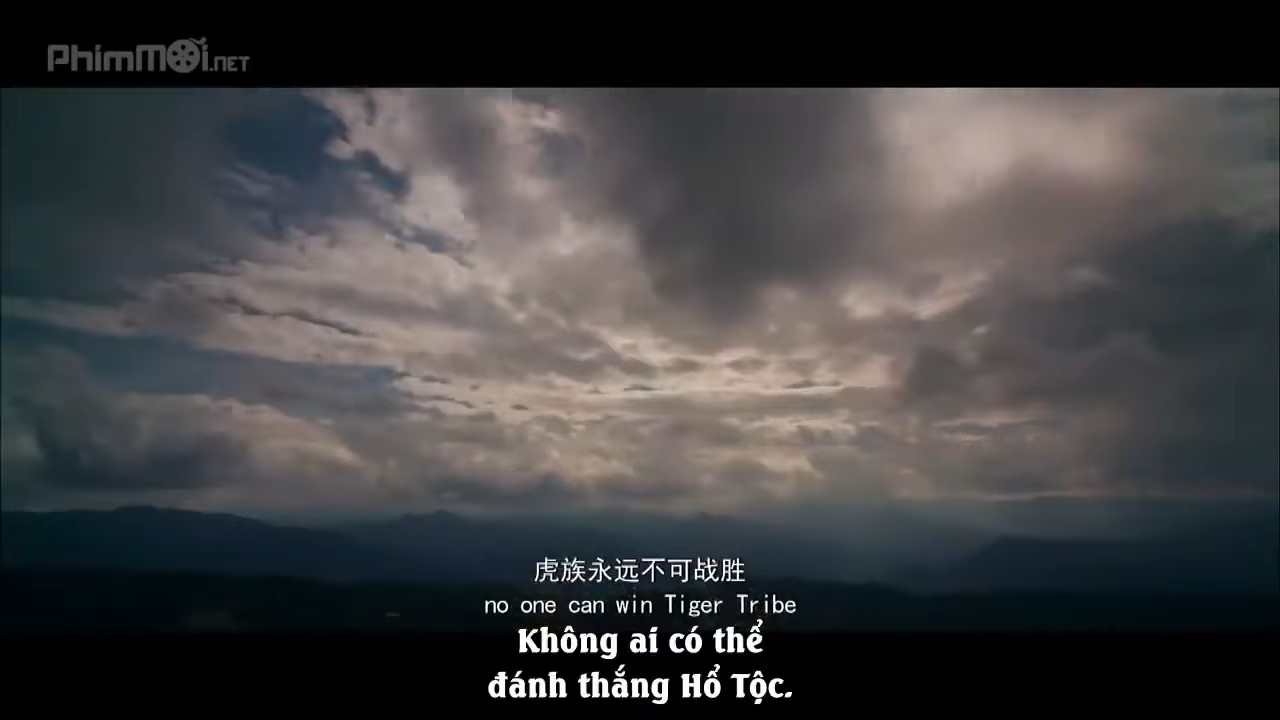 PhimMới.NET
虎族永远不可战胜
no one can win Tiger Tribe
Không ai có thể
đánh thắng Hổ Tộc.